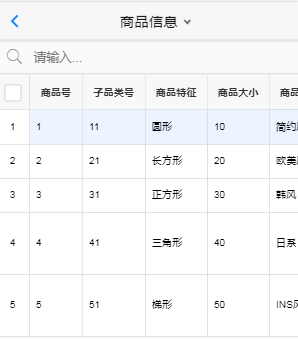 商品信息
请输入...
商品号 子品类号 商品特征 商品大小 商品
1 1 11 圆形 10 简约
2 2 21 长方形 20 欧美
3 3 31 正方形 30 韩风
4 4 41 三角形 40 日系
5 5 51 梯形 50 INS风